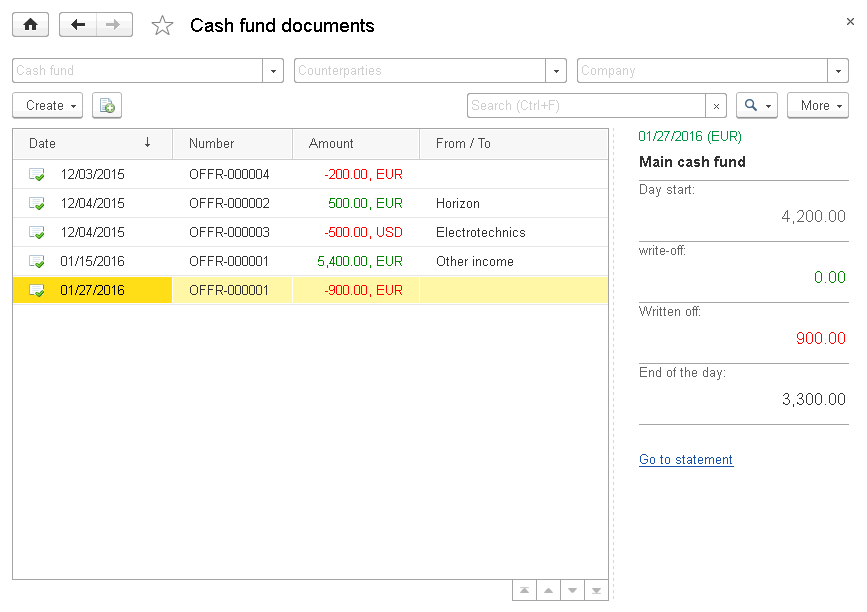 Cash fund documents
Cash fund Counterparties Company
Create Search (Ctrl+F) More
Date Number Amount From / To
12/03/2015 OFFR-000004 -200.00, EUR
12/04/2015 OFFR-000002 500.00, EUR Horizon
12/04/2015 OFFR-000003 -500.00, USD Electrotechnics
01/15/2016 OFFR-000001 5,400.00, EUR Other income
01/27/2016 OFFR-000001 -900.00, EUR
01/27/2016 (EUR)
Main cash fund
Day start:
4,200.00
write-off:
0.00
Written off:
900.00
End of the day:
3,300.00
Go to statement